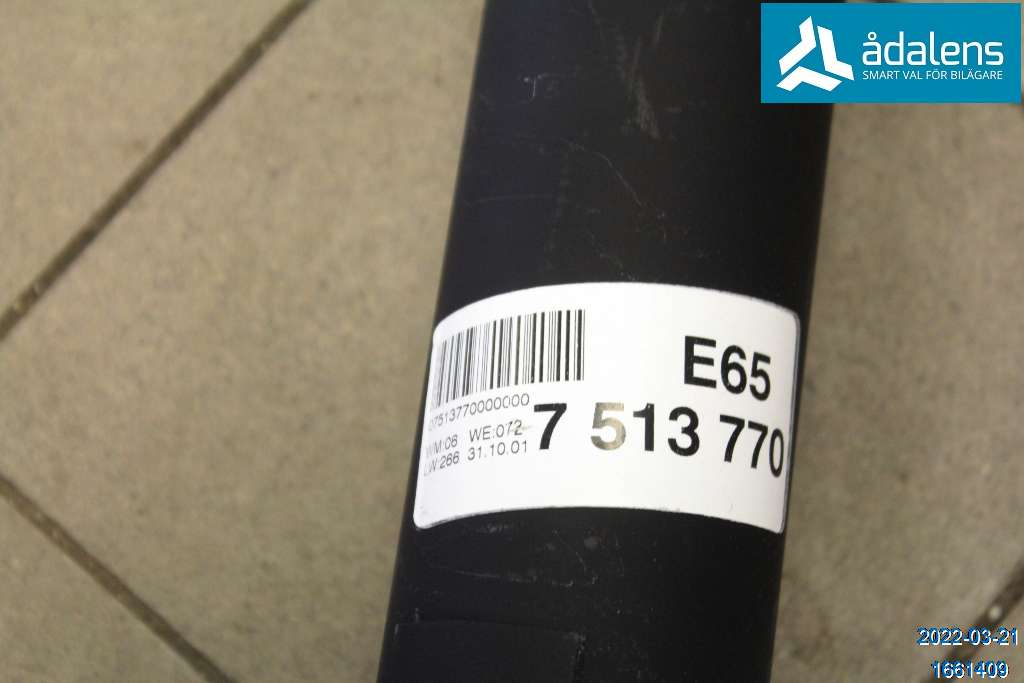 ådalens
SMART VAL FÖR BILÄGARE
E65
07513770000000
7 513 770
WM:06 WE:072
LW:266 31.10.01
2022-03-21
1661409